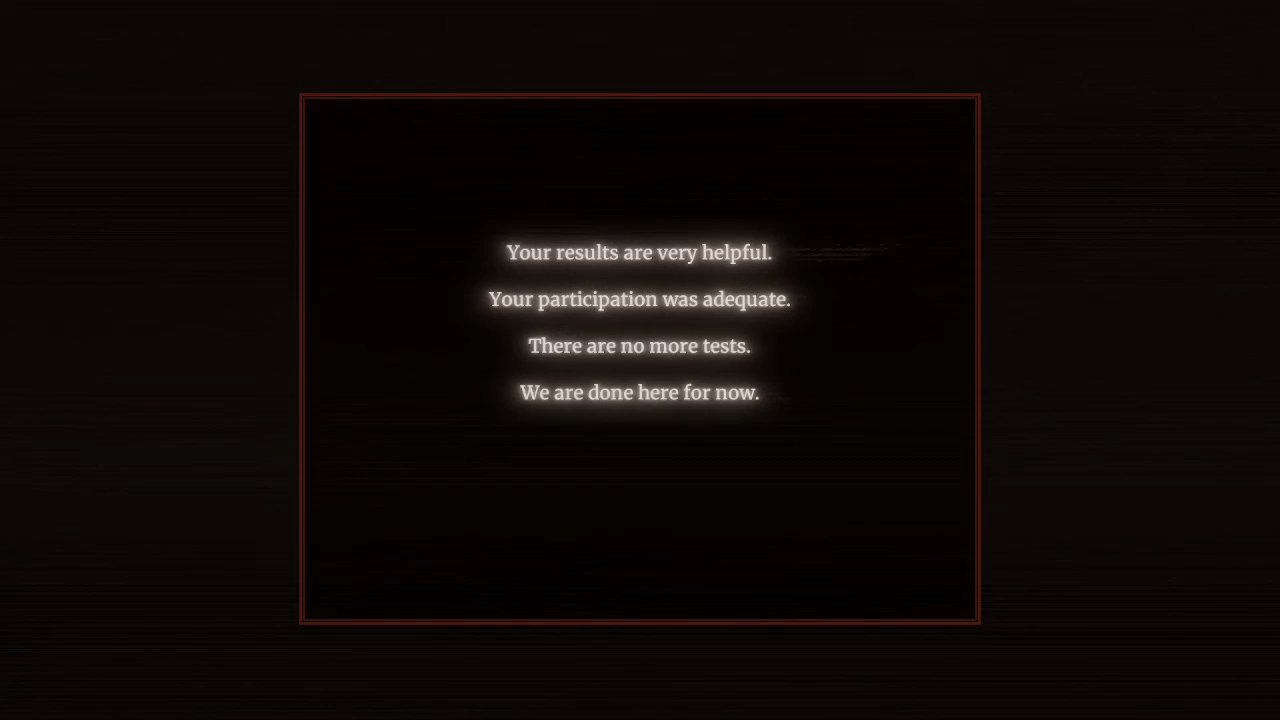 Your results are very helpful.
Your participation was adequate.
There are no more tests.
We are done here for now.